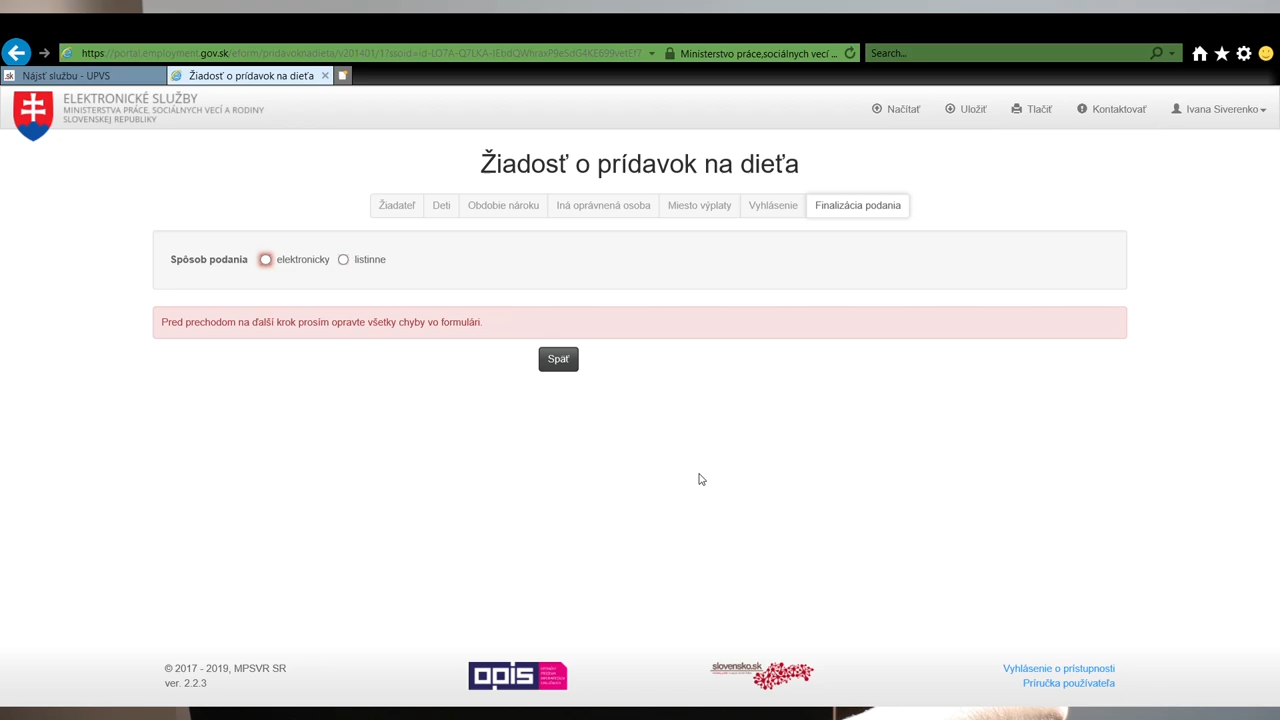 https://portal.employment.gov.sk/eform/pridavoknadieta/v201401/1?ssoid=id-
Ministerstvo práce,sociálnych vecí ...
Search...
Nájsť službu - UPVS
Žiadosť o prídavok na dieťa
ELEKTRONICKÉ SLUŽBY
MINISTERSTVA PRÁCE, SOCIÁLNYCH VECÍ A RODINY
SLOVENSKEJ REPUBLIKY
Načítať
Uložiť
Tlačiť
Kontaktovať
Ivana Siverenko
Žiadosť o prídavok na dieťa
Žiadateľ
Deti
Obdobie nároku
Iná oprávnená osoba
Miesto výplaty
Vyhlásenie
Finalizácia podania
Spôsob podania
elektronicky
listinne
Pred prechodom na ďalší krok prosím opravte všetky chyby vo formulári.
Späť
© 2017 - 2019, MPSVR SR
ver. 2.2.3
opis
slovensko.sk
Vyhlásenie o prístupnosti
Príručka používateľa